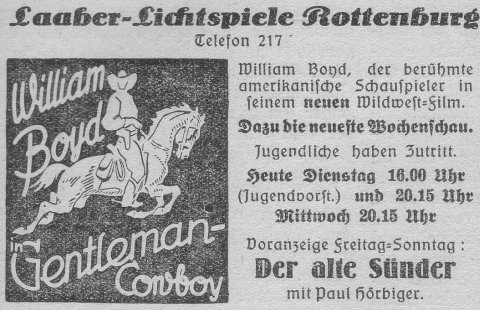 Laaber-Lichtspiele Rottenburg
Telefon 217
William
Boyd
in
Gentleman-
Cowboy
William Boyd, der berühmte
amerikanische Schauspieler in
seinem neuen Wildwest-Film.
Dazu die neueste Wochenschau.
Jugendliche haben Zutritt.
Heute Dienstag 16.00 Uhr
(Jugendvorst.) und 20.15 Uhr
Mittwoch 20.15 Uhr
Voranzeige Freitag-Sonntag:
Der alte Sünder
mit Paul Hörbiger.